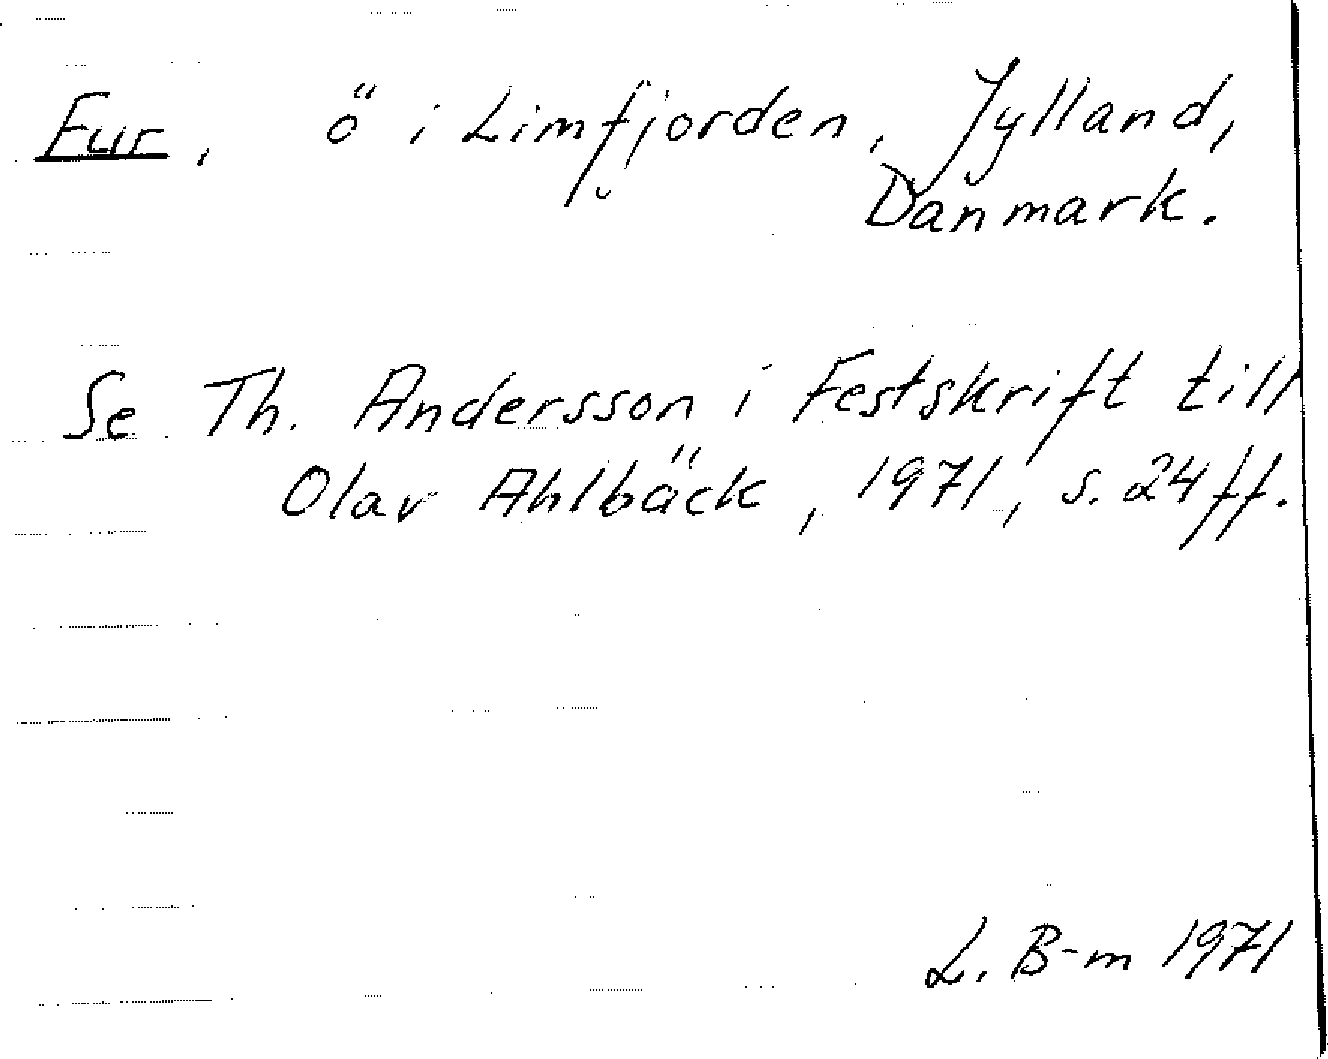 Fur, ö i Limfjorden, Jylland,
Danmark.
Se Th. Andersson i Festskrift till
Olav Ahlbäck, 1971, s. 24 ff.
L. B-m 1971